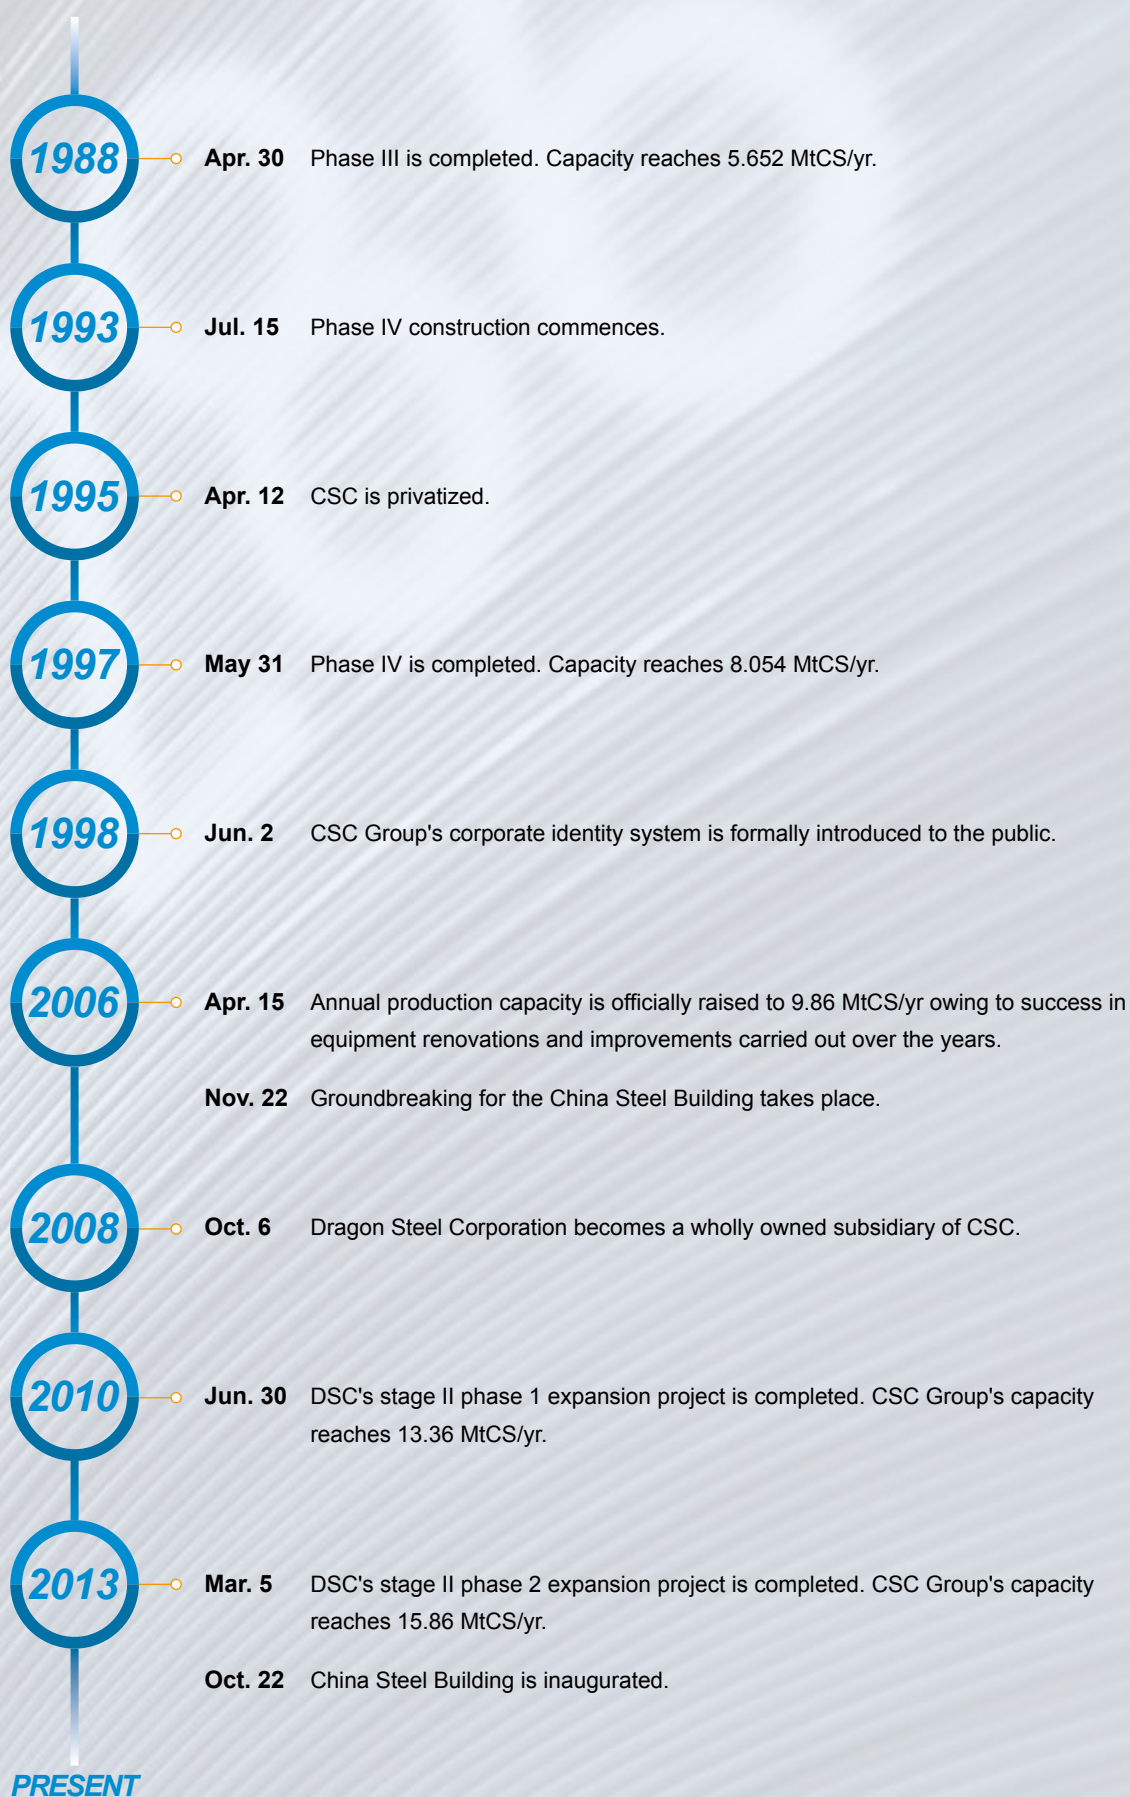 1988
Apr. 30 Phase III is completed. Capacity reaches 5.652 MtCS/yr.
1993
Jul. 15 Phase IV construction commences.
1995
Apr. 12 CSC is privatized.
1997
May 31 Phase IV is completed. Capacity reaches 8.054 MtCS/yr.
1998
Jun. 2 CSC Group's corporate identity system is formally introduced to the public.
2006
Apr. 15 Annual production capacity is officially raised to 9.86 MtCS/yr owing to success in
equipment renovations and improvements carried out over the years.
Nov. 22 Groundbreaking for the China Steel Building takes place.
2008
Oct. 6 Dragon Steel Corporation becomes a wholly owned subsidiary of CSC.
2010
Jun. 30 DSC's stage II phase 1 expansion project is completed. CSC Group's capacity
reaches 13.36 MtCS/yr.
2013
Mar. 5 DSC's stage II phase 2 expansion project is completed. CSC Group's capacity
reaches 15.86 MtCS/yr.
Oct. 22 China Steel Building is inaugurated.
PRESENT